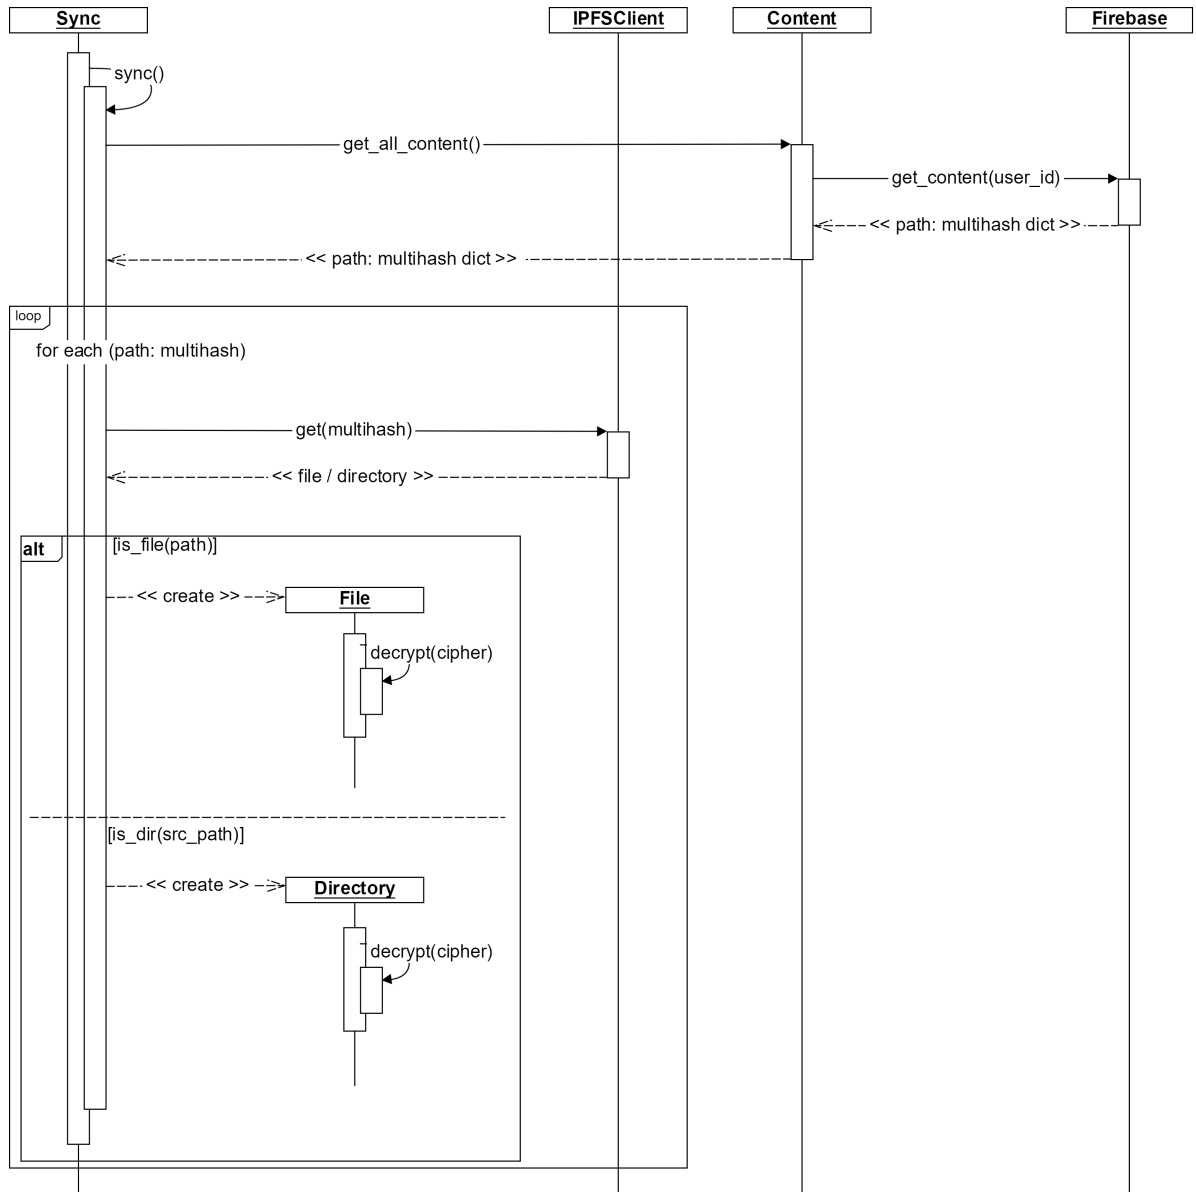 Sync
IPFSClient
Content
Firebase
sync()
get_all_content()
get_content(user_id)
<< path: multihash dict >>
<< path: multihash dict >>
loop
for each (path: multihash)
get(multihash)
<< file / directory >>
alt
[is_file(path)]
<< create >>
File
decrypt(cipher)
[is_dir(src_path)]
<< create >>
Directory
decrypt(cipher)